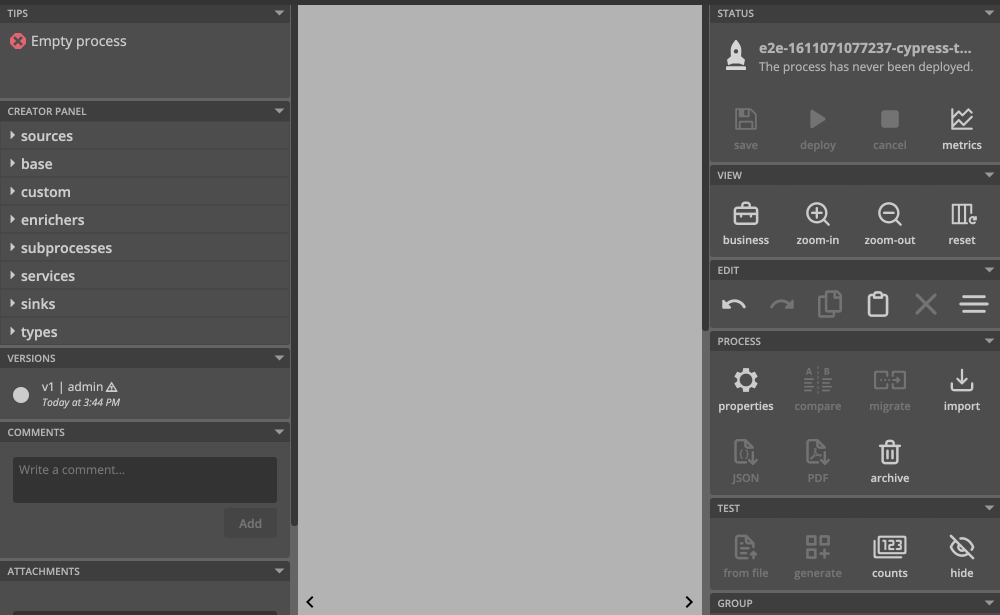 TIPS
Empty process
CREATOR PANEL
sources
base
custom
enrichers
subprocesses
services
sinks
types
VERSIONS
v1 | admin
Today at 3:44 PM
COMMENTS
Write a comment...
Add
ATTACHMENTS
STATUS
e2e-1611071077237-cypress-t...
The process has never been deployed.
save deploy cancel metrics
VIEW
business zoom-in zoom-out reset
EDIT
PROCESS
A B
properties compare migrate import
JSON PDF archive
TEST
123
from file generate counts hide
GROUP